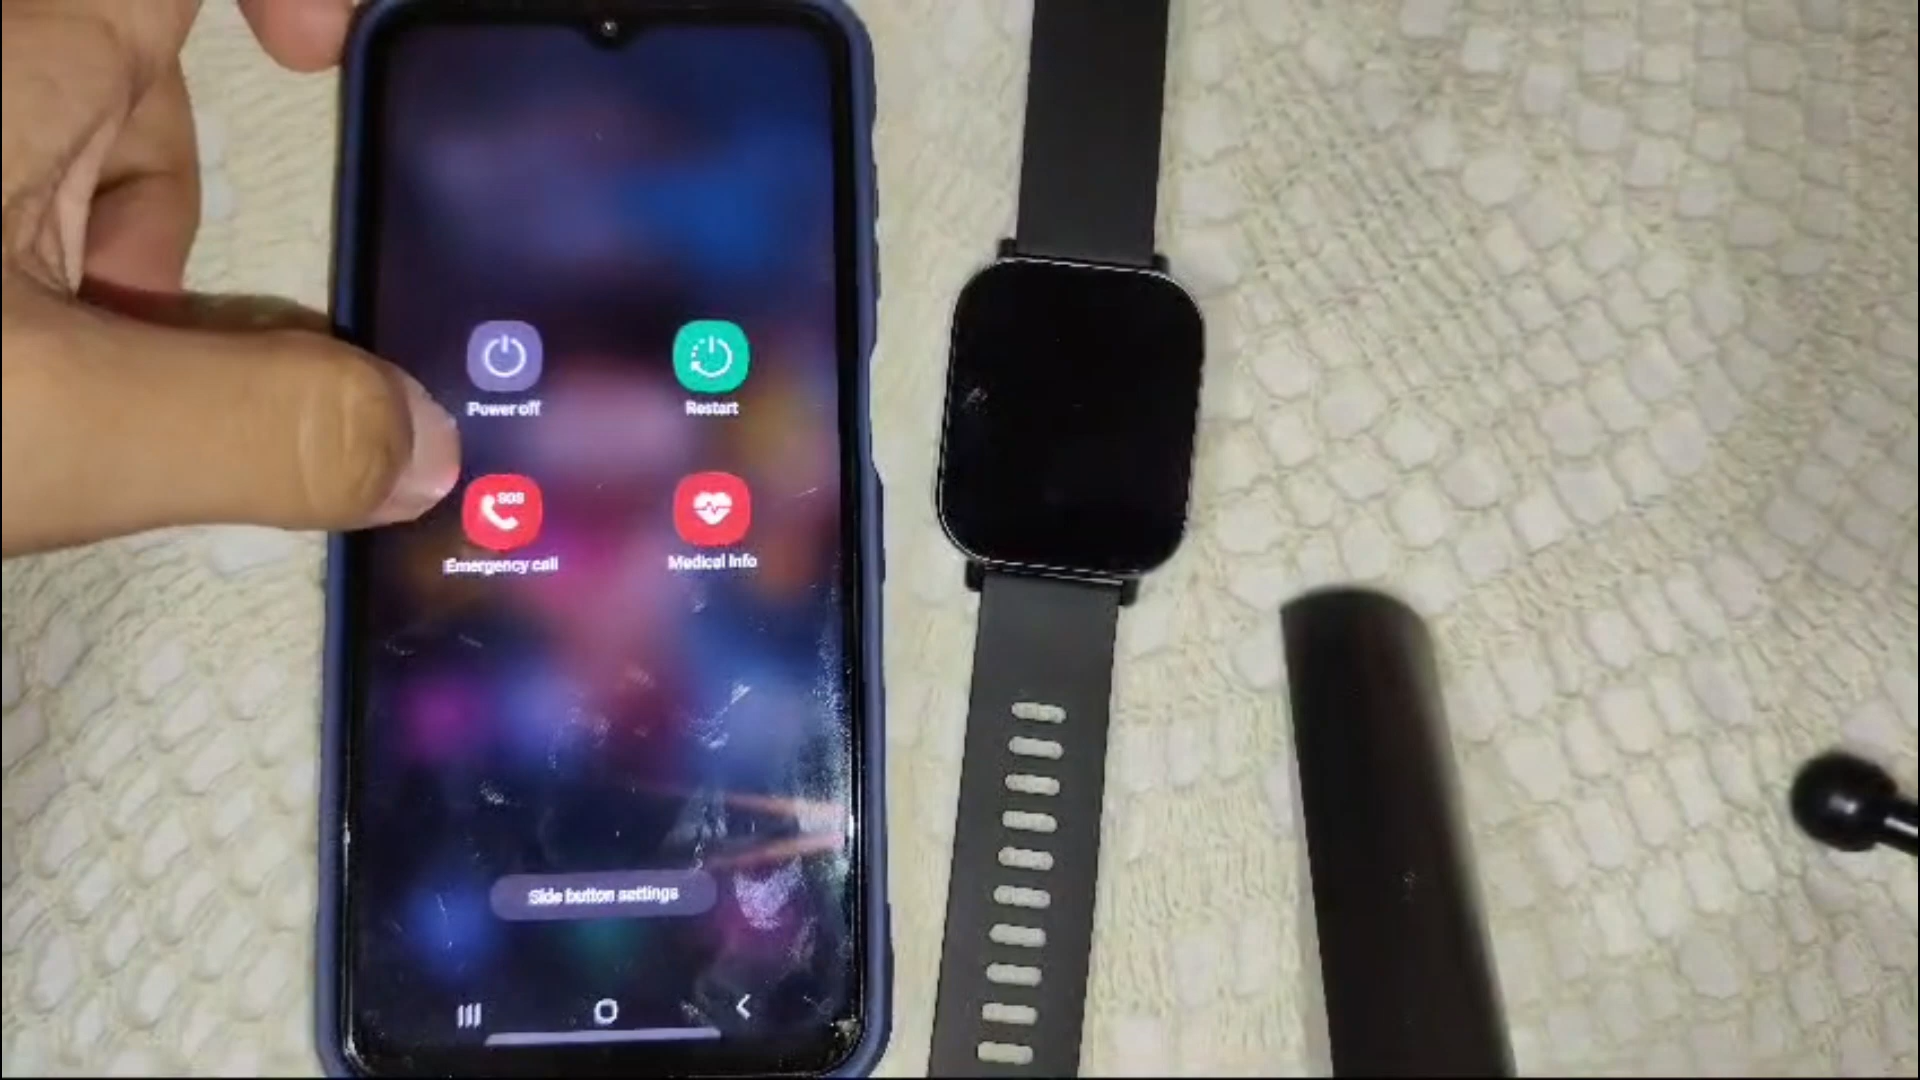 Power off
Restart
SOS
Emergency call
Medical info
Side button settings